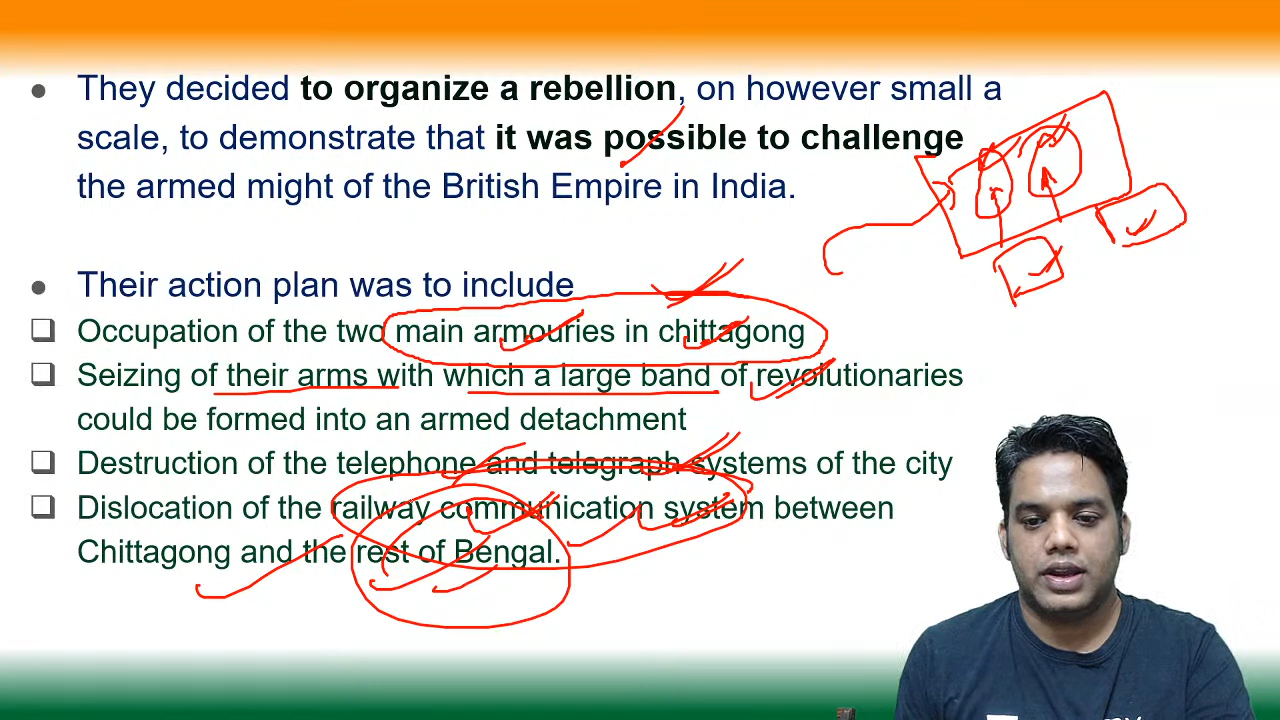 ● They decided to organize a rebellion, on however small a
scale, to demonstrate that it was possible to challenge
the armed might of the British Empire in India.
● Their action plan was to include
❑ Occupation of the two main armouries in chittagong
❑ Seizing of their arms with which a large band of revolutionaries
could be formed into an armed detachment
❑ Destruction of the telephone and telegraph systems of the city
❑ Dislocation of the railway communication system between
Chittagong and the rest of Bengal.